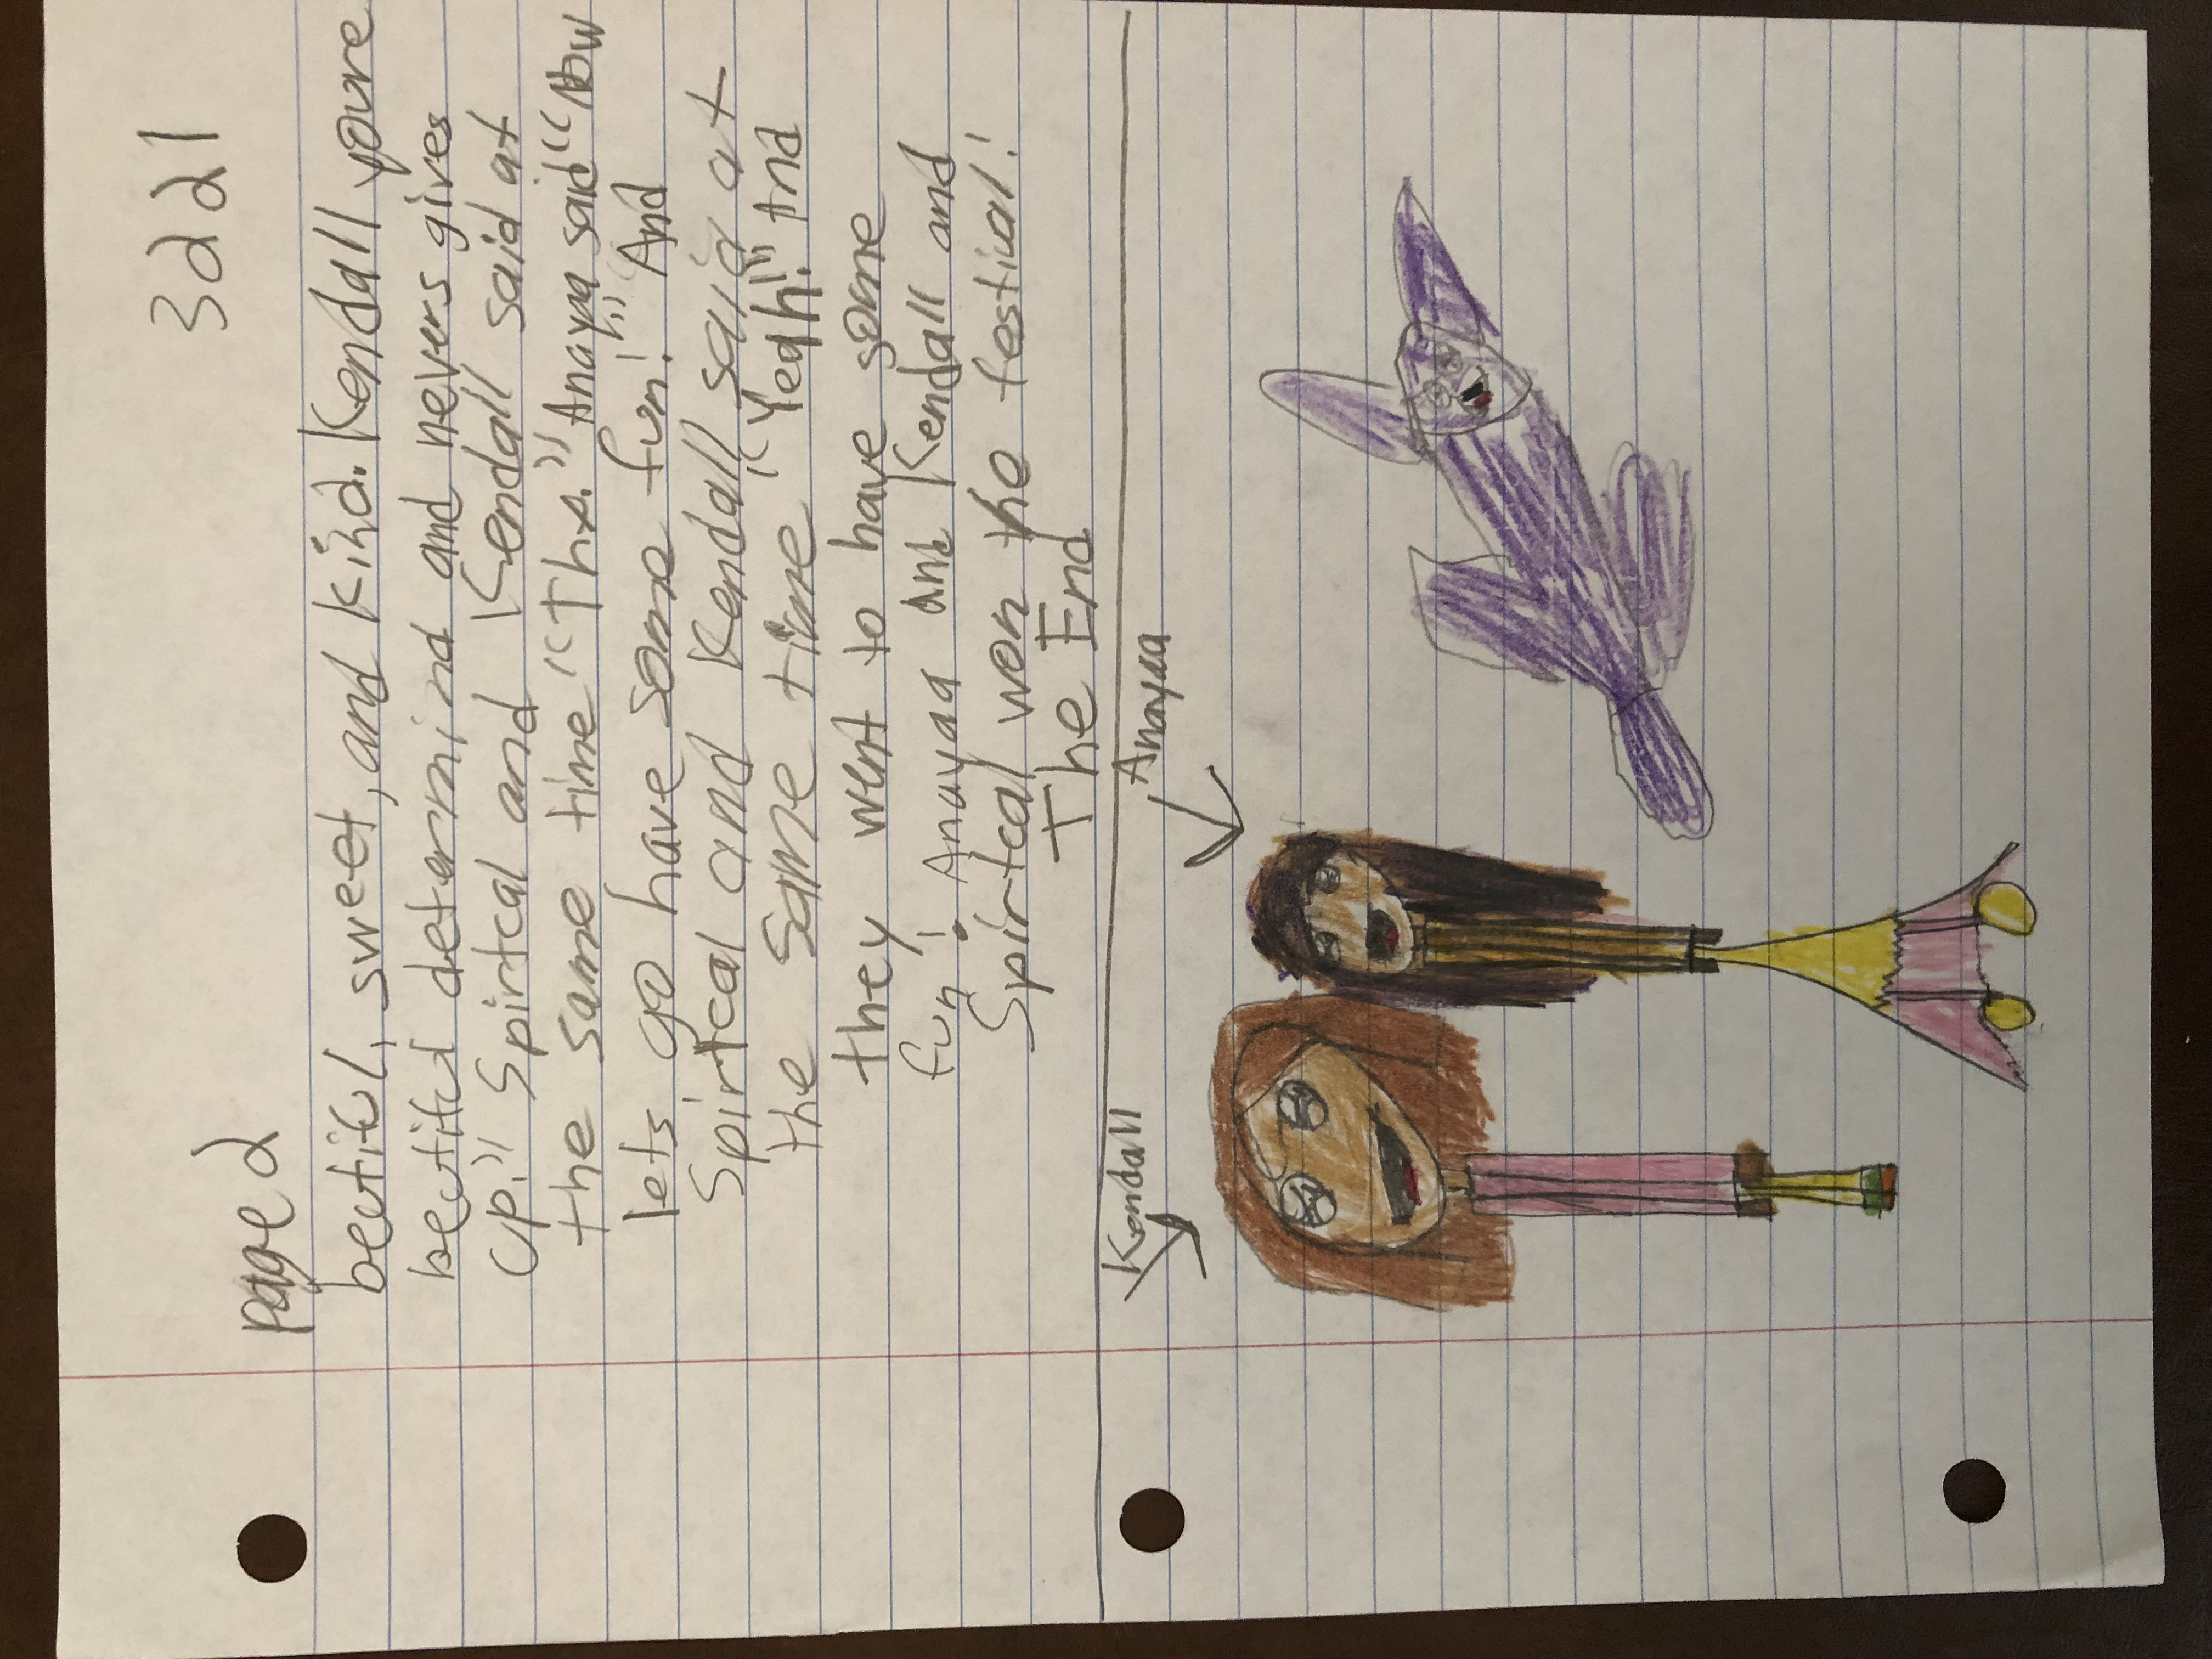 3221
page 2
beutiful, sweet, and kind. Kendall youre
beutiful determind and nevers gives
up." Spirtcal and Kendall said at
the same time "Thx." Anayaa said "Now
lets go have some fun!" And
Spirtcal and Kendall said at
the same time "Yeah!" And
they went to have some
fun! Anayaa and Kendall and
Spirtcal won the festival!
The End
Kendall
Anayaa